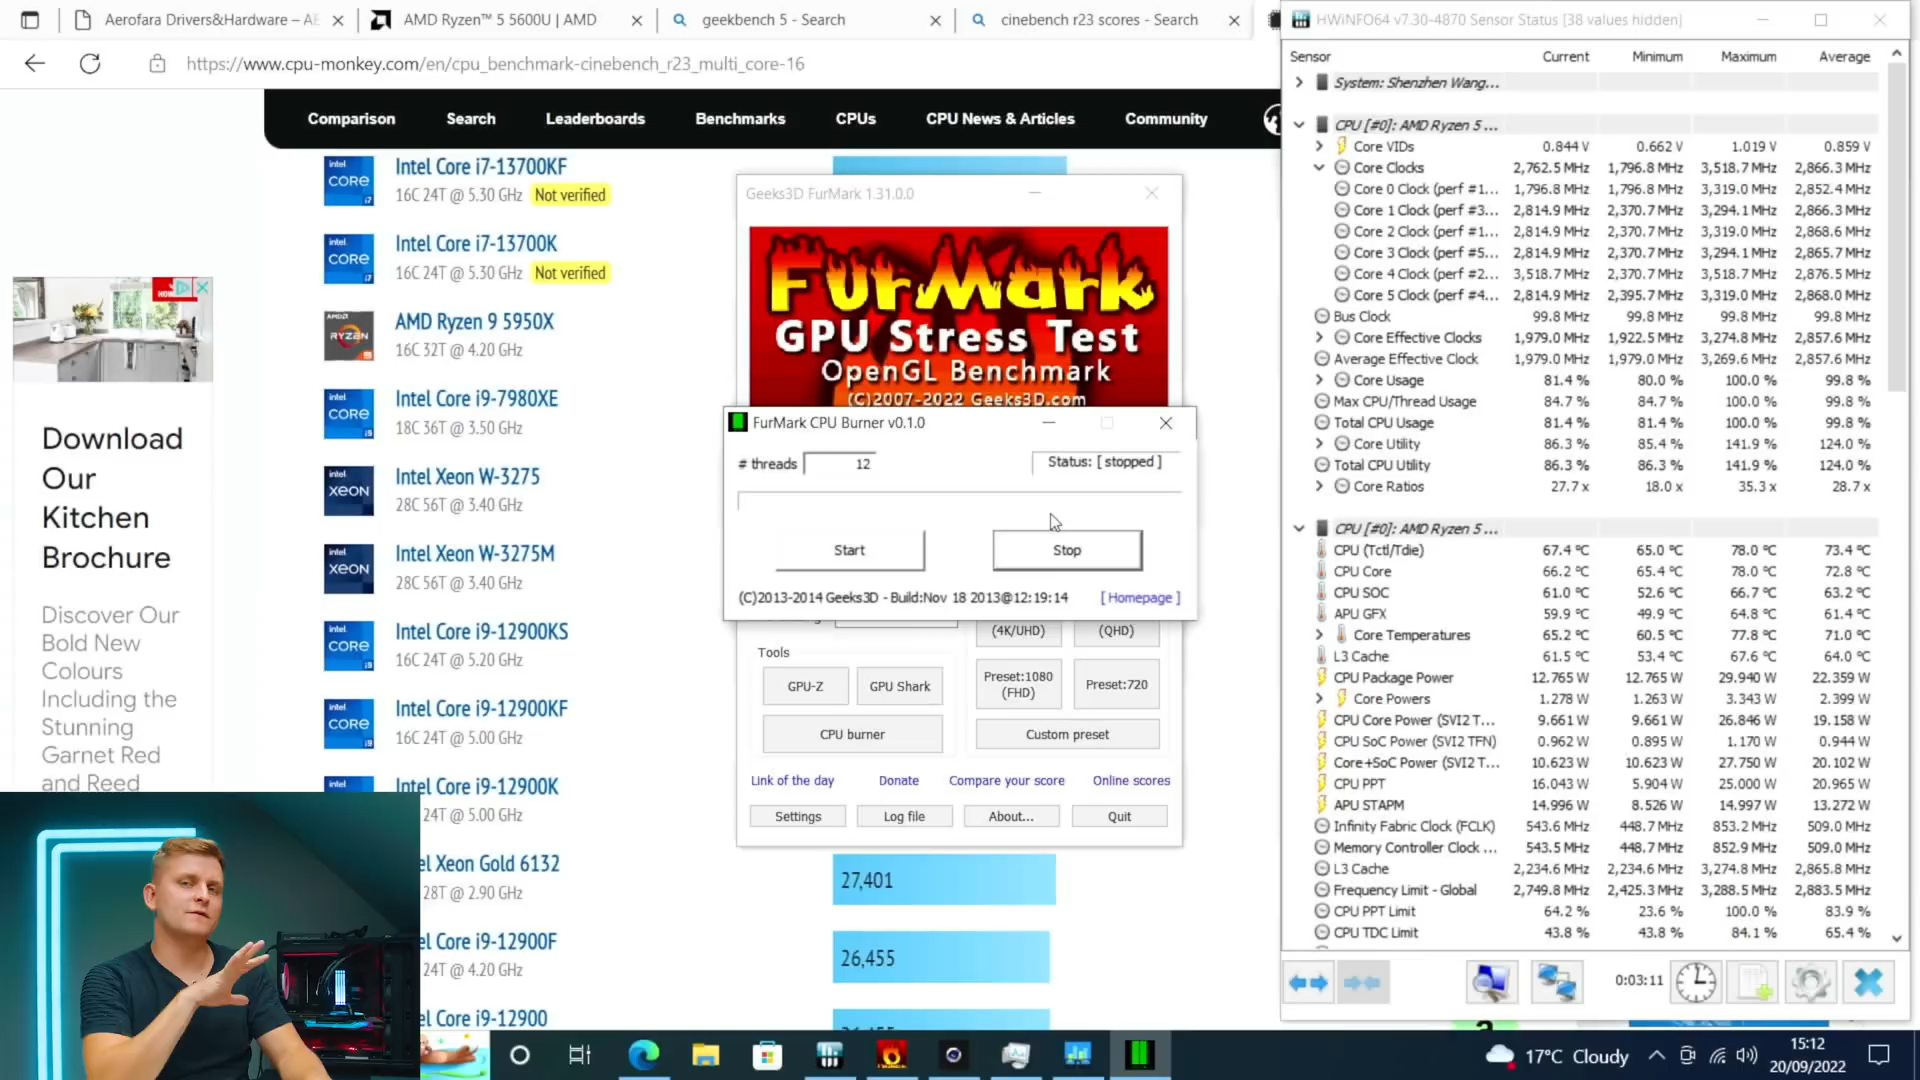 Aerofara Drivers&Hardware – AE
AMD Ryzen™ 5 5600U | AMD
geekbench 5 - Search
cinebench r23 scores - Search
https://www.cpu-monkey.com/en/cpu_benchmark-cinebench_r23_multi_core-16
Comparison Search Leaderboards Benchmarks CPUs CPU News & Articles Community
Download
Our
Kitchen
Brochure
Discover Our
Bold New
Colours
Including the
Stunning
Garnet Red
and Reed
intel CORE i7
Intel Core i7-13700KF
16C 24T @ 5.30 GHz Not verified
intel CORE i7
Intel Core i7-13700K
16C 24T @ 5.30 GHz Not verified
AMD RYZEN
AMD Ryzen 9 5950X
16C 32T @ 4.20 GHz
intel CORE i9
Intel Core i9-7980XE
18C 36T @ 3.50 GHz
intel XEON
Intel Xeon W-3275
28C 56T @ 3.40 GHz
intel XEON
Intel Xeon W-3275M
28C 56T @ 3.40 GHz
intel CORE i9
Intel Core i9-12900KS
16C 24T @ 5.20 GHz
intel CORE i9
Intel Core i9-12900KF
16C 24T @ 5.00 GHz
intel
Intel Core i9-12900K
24T @ 5.00 GHz
el Xeon Gold 6132
28T @ 2.90 GHz
27,401
el Core i9-12900F
24T @ 4.20 GHz
26,455
el Core i9-12900
Geeks3D FurMark 1.31.0.0
FurMark
GPU Stress Test
OpenGL Benchmark
(C)2007-2022 Geeks3D.com
FurMark CPU Burner v0.1.0
# threads 12
Status: [ stopped ]
Start Stop
(C)2013-2014 Geeks3D - Build:Nov 18 2013@12:19:14 [ Homepage ]
(4K/UHD) (QHD)
Tools
GPU-Z GPU Shark
Preset:1080
(FHD)
Preset:720
CPU burner
Custom preset
Link of the day Donate Compare your score Online scores
Settings Log file About... Quit
HWiNFO64 v7.30-4870 Sensor Status [38 values hidden]
Sensor Current Minimum Maximum Average
System: Shenzhen Wang...
CPU [#0]: AMD Ryzen 5 ...
Core VIDs 0.844 V 0.662 V 1.019 V 0.859 V
Core Clocks 2,762.5 MHz 1,796.8 MHz 3,518.7 MHz 2,866.3 MHz
Core 0 Clock (perf #1... 1,796.8 MHz 1,796.8 MHz 3,319.0 MHz 2,852.4 MHz
Core 1 Clock (perf #3... 2,814.9 MHz 2,370.7 MHz 3,294.1 MHz 2,866.3 MHz
Core 2 Clock (perf #1... 2,814.9 MHz 2,370.7 MHz 3,319.0 MHz 2,868.6 MHz
Core 3 Clock (perf #5... 2,814.9 MHz 2,370.7 MHz 3,294.1 MHz 2,865.7 MHz
Core 4 Clock (perf #2... 3,518.7 MHz 2,370.7 MHz 3,518.7 MHz 2,876.5 MHz
Core 5 Clock (perf #4... 2,814.9 MHz 2,395.7 MHz 3,319.0 MHz 2,868.0 MHz
Bus Clock 99.8 MHz 99.8 MHz 99.8 MHz 99.8 MHz
Core Effective Clocks 1,979.0 MHz 1,922.5 MHz 3,274.8 MHz 2,857.6 MHz
Average Effective Clock 1,979.0 MHz 1,979.0 MHz 3,269.6 MHz 2,857.6 MHz
Core Usage 81.4 % 80.0 % 100.0 % 99.8 %
Max CPU/Thread Usage 84.7 % 84.7 % 100.0 % 99.8 %
Total CPU Usage 81.4 % 81.4 % 100.0 % 99.8 %
Core Utility 86.3 % 85.4 % 141.9 % 124.0 %
Total CPU Utility 86.3 % 86.3 % 141.9 % 124.0 %
Core Ratios 27.7 x 18.0 x 35.3 x 28.7 x
CPU [#0]: AMD Ryzen 5 ...
CPU (Tctl/Tdie) 67.4 °C 65.0 °C 78.0 °C 73.4 °C
CPU Core 66.2 °C 65.4 °C 78.0 °C 72.8 °C
CPU SOC 61.0 °C 52.6 °C 66.7 °C 63.2 °C
APU GFX 59.9 °C 49.9 °C 64.8 °C 61.4 °C
Core Temperatures 65.2 °C 60.5 °C 77.8 °C 71.0 °C
L3 Cache 61.5 °C 53.4 °C 67.6 °C 64.0 °C
CPU Package Power 12.765 W 12.765 W 29.940 W 22.359 W
Core Powers 1.278 W 1.263 W 3.343 W 2.399 W
CPU Core Power (SVI2 T... 9.661 W 9.661 W 26.846 W 19.158 W
CPU SoC Power (SVI2 TFN) 0.962 W 0.895 W 1.170 W 0.944 W
Core+SoC Power (SVI2 T... 10.623 W 10.623 W 27.750 W 20.102 W
CPU PPT 16.043 W 5.904 W 25.000 W 20.965 W
APU STAPM 14.996 W 8.526 W 14.997 W 13.272 W
Infinity Fabric Clock (FCLK) 543.6 MHz 448.7 MHz 853.2 MHz 509.0 MHz
Memory Controller Clock ... 543.5 MHz 448.7 MHz 852.9 MHz 509.0 MHz
L3 Cache 2,234.6 MHz 2,234.6 MHz 3,274.8 MHz 2,865.8 MHz
Frequency Limit - Global 2,749.8 MHz 2,425.3 MHz 3,288.5 MHz 2,883.5 MHz
CPU PPT Limit 64.2 % 23.6 % 100.0 % 83.9 %
CPU TDC Limit 43.8 % 43.8 % 84.1 % 65.4 %
0:03:11
17°C Cloudy
15:12
20/09/2022